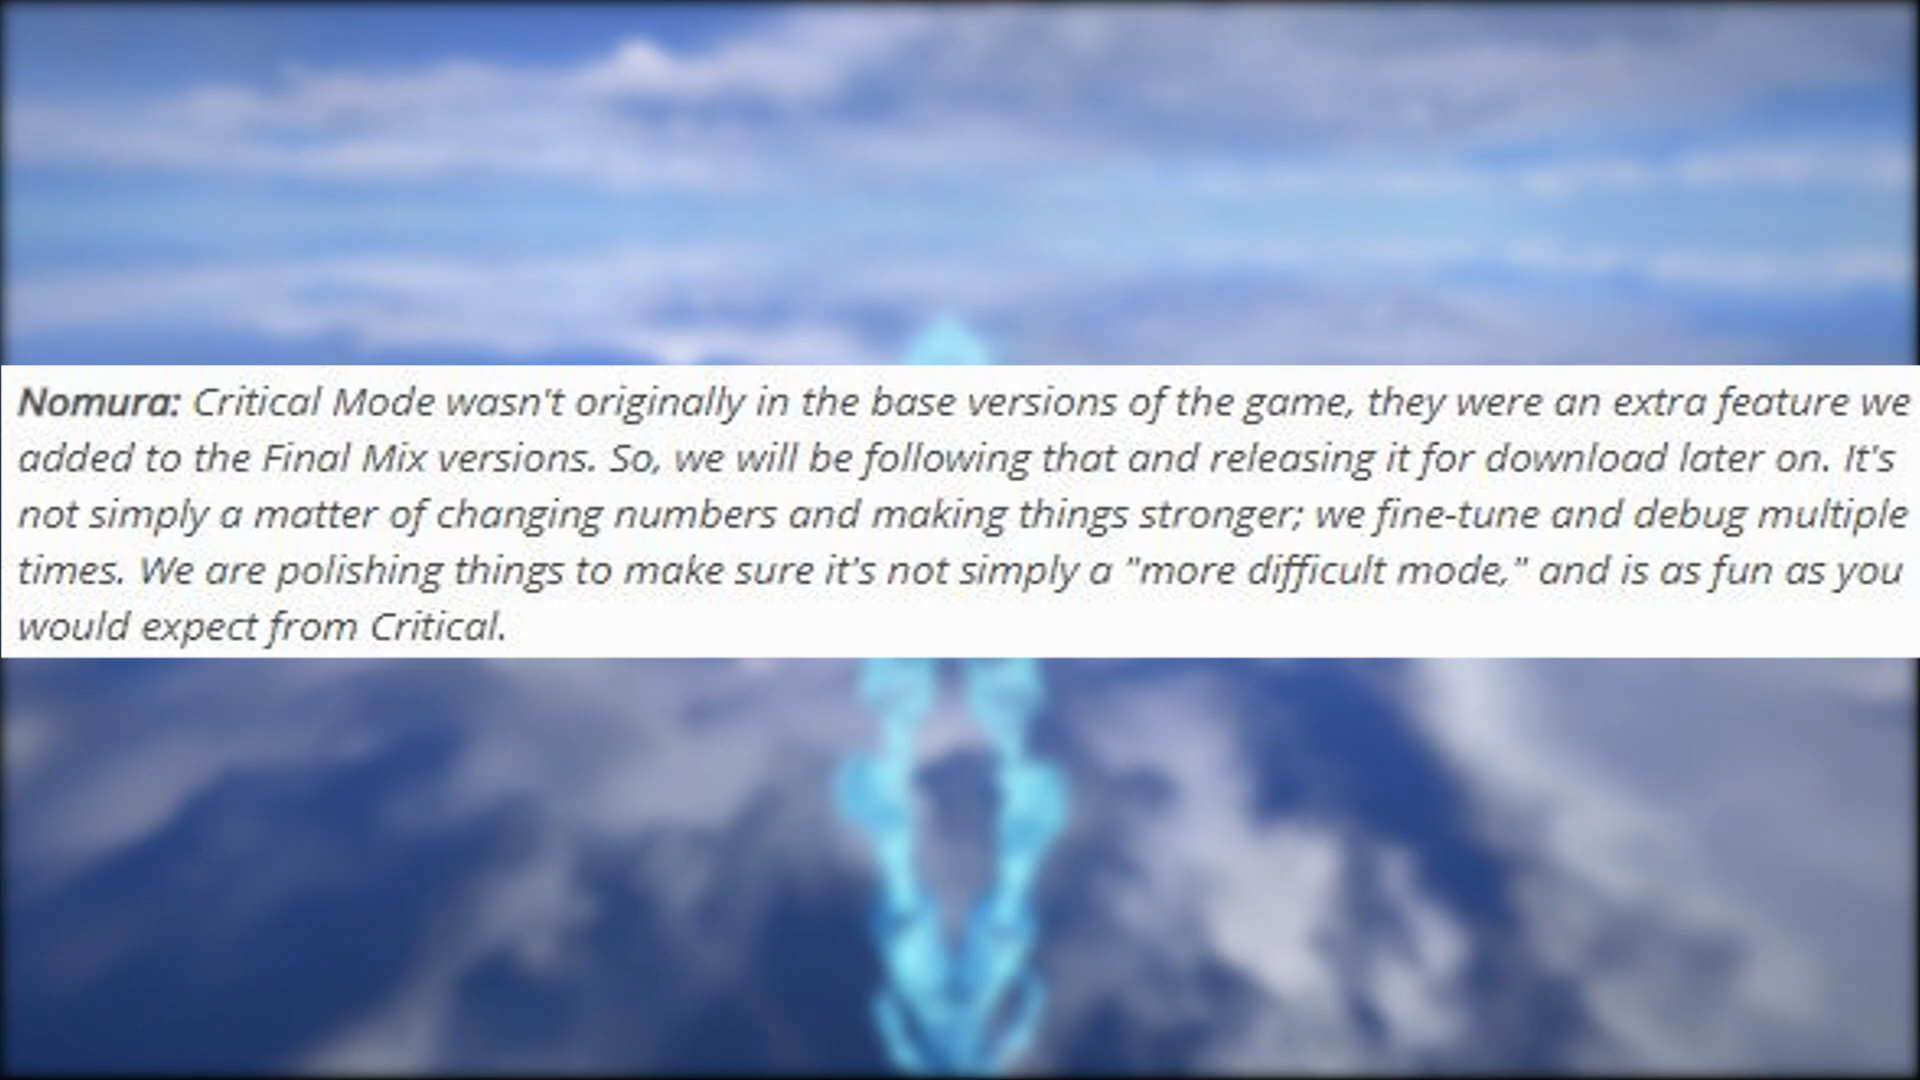 Nomura: Critical Mode wasn't originally in the base versions of the game, they were an extra feature we
added to the Final Mix versions. So, we will be following that and releasing it for download later on. It's
not simply a matter of changing numbers and making things stronger; we fine-tune and debug multiple
times. We are polishing things to make sure it's not simply a "more difficult mode," and is as fun as you
would expect from Critical.